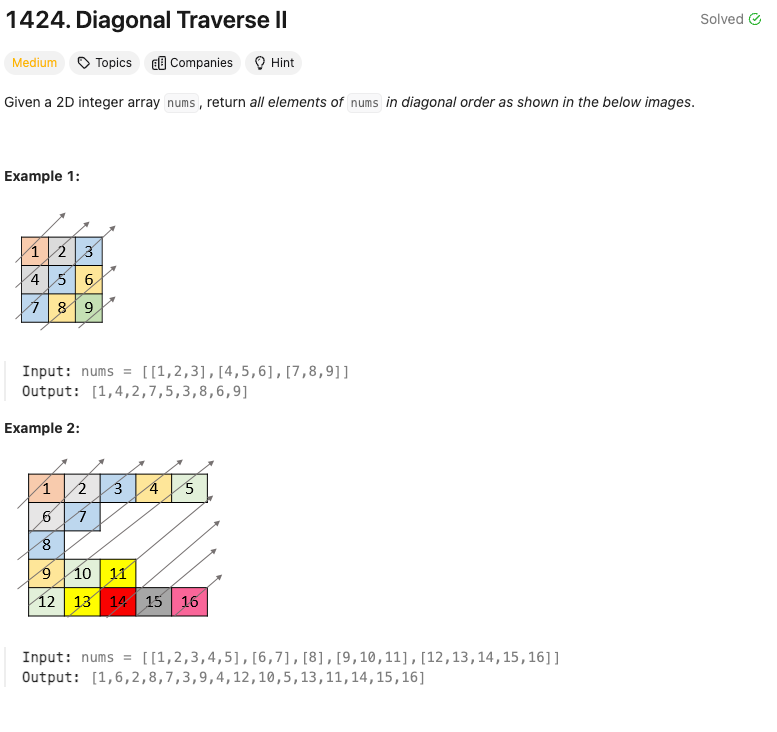 1424. Diagonal Traverse II
Solved
Medium Topics Companies Hint
Given a 2D integer array nums, return all elements of nums in diagonal order as shown in the below images.
Example 1:
1 2 3
4 5 6
7 8 9
Input: nums = [[1,2,3],[4,5,6],[7,8,9]]
Output: [1,4,2,7,5,3,8,6,9]
Example 2:
1 2 3 4 5
6 7
8
9 10 11
12 13 14 15 16
Input: nums = [[1,2,3,4,5],[6,7],[8],[9,10,11],[12,13,14,15,16]]
Output: [1,6,2,8,7,3,9,4,12,10,5,13,11,14,15,16]